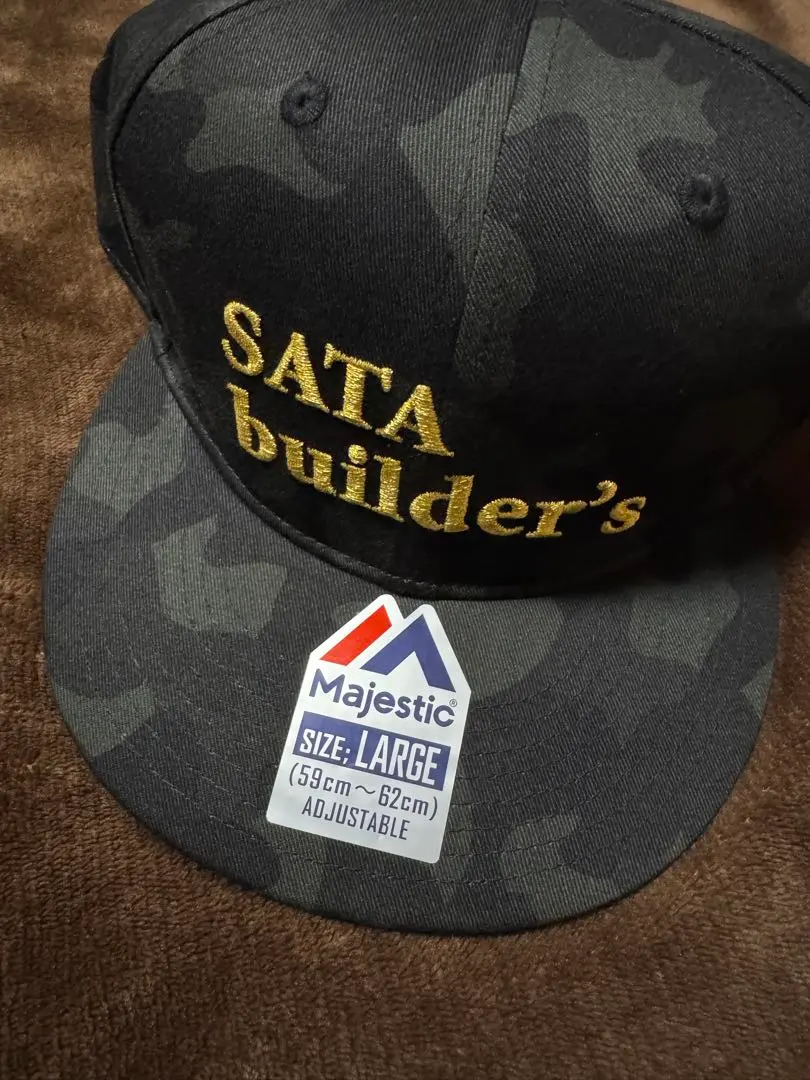 SATA
builder's
Majestic®
SIZE; LARGE
(59cm～62cm)
ADJUSTABLE